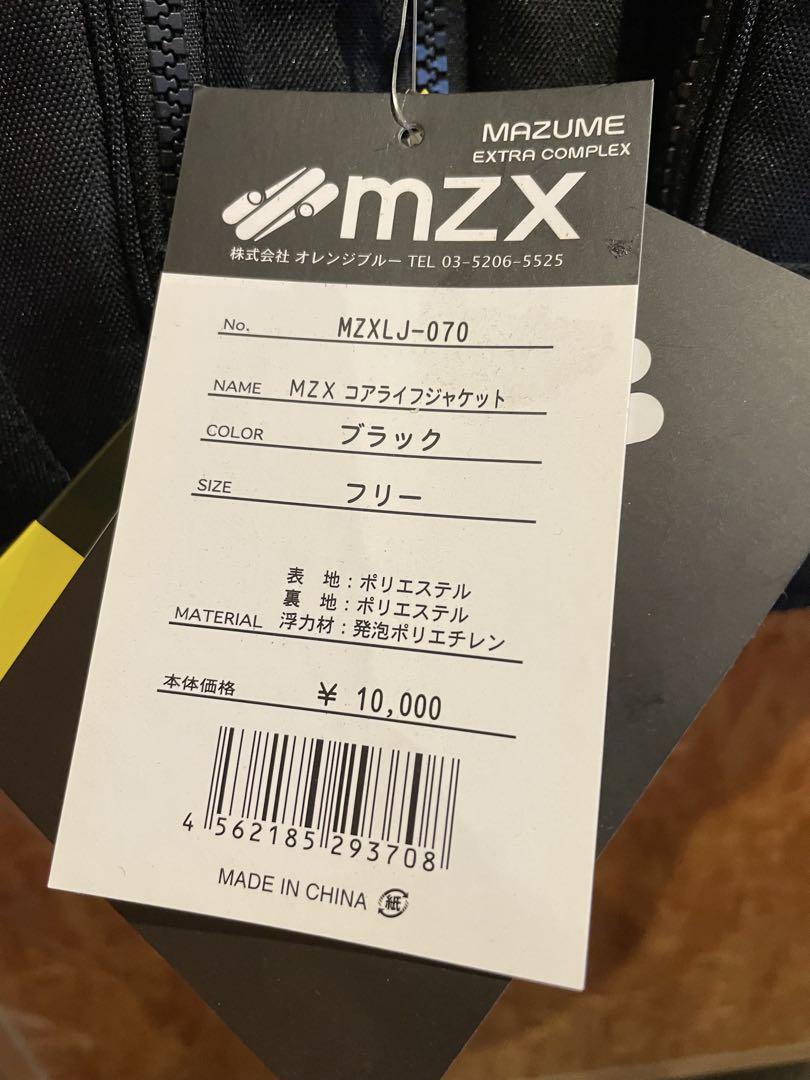 MAZUME
EXTRA COMPLEX
mzx
株式会社 オレンジブルー TEL 03-5206-5525
No. MZXLJ-070
NAME MZX コアライフジャケット
COLOR ブラック
SIZE フリー
表 地:ポリエステル
裏 地:ポリエステル
MATERIAL 浮力材:発泡ポリエチレン
本体価格 ¥ 10,000
4 562185 293708
MADE IN CHINA 紙